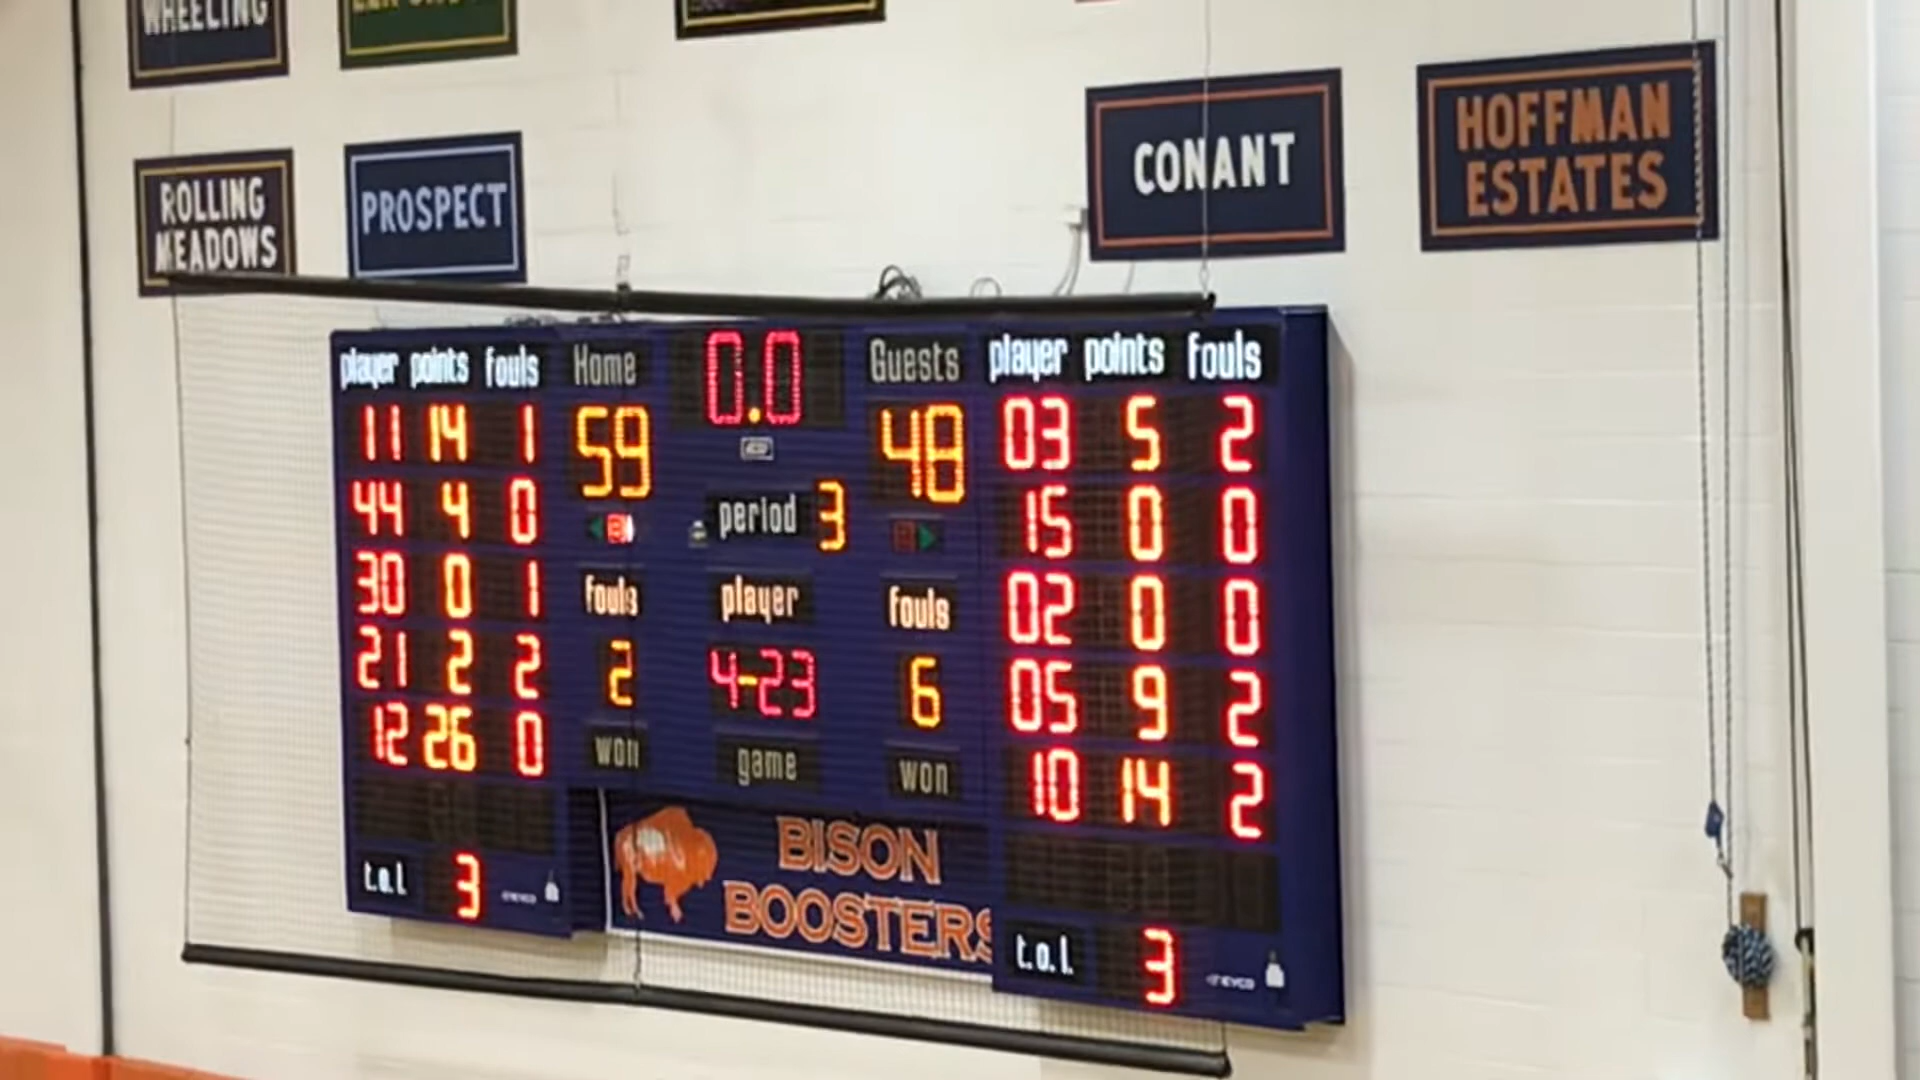 WHEELING
ROLLING
MEADOWS
PROSPECT
CONANT
HOFFMAN
ESTATES
player points fouls Home 0.0 Guests player points fouls
11 14 1 59 48 03 5 2
44 4 0 period 3 15 0 0
30 0 1 fouls player fouls 02 0 0
21 2 2 2 4-23 6 05 9 2
12 26 0 won game won 10 14 2
BISON
BOOSTERS
t.o.l. 3
t.o.l. 3